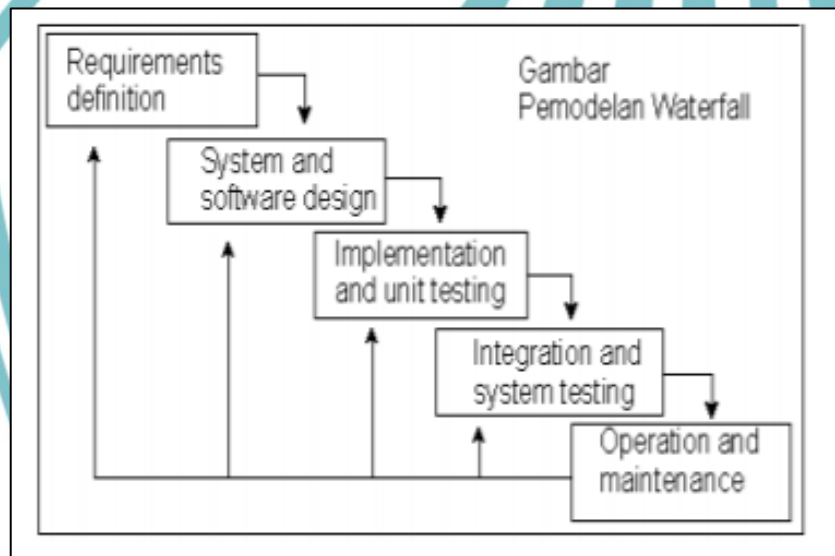 Requirements
definition
Gambar
Pemodelan Waterfall
System and
software design
Implementation
and unit testing
Integration and
system testing
Operation and
maintenance